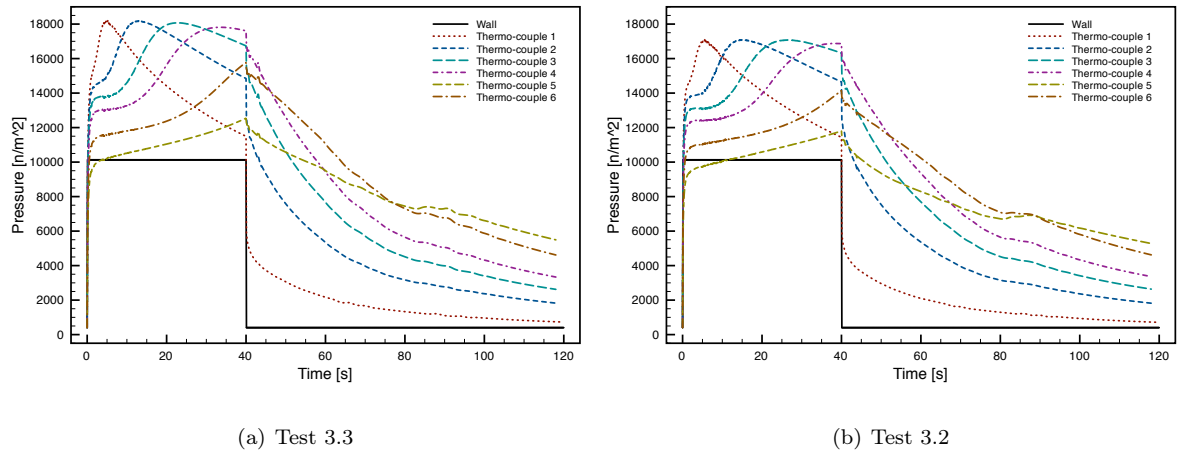 18000
16000
14000
12000
10000
8000
6000
4000
2000
0
Pressure [n/m^2]
0 20 40 60 80 100 120
Time [s]
Wall
Thermo-couple 1
Thermo-couple 2
Thermo-couple 3
Thermo-couple 4
Thermo-couple 5
Thermo-couple 6
(a) Test 3.3
18000
16000
14000
12000
10000
8000
6000
4000
2000
0
Pressure [n/m^2]
0 20 40 60 80 100 120
Time [s]
Wall
Thermo-couple 1
Thermo-couple 2
Thermo-couple 3
Thermo-couple 4
Thermo-couple 5
Thermo-couple 6
(b) Test 3.2